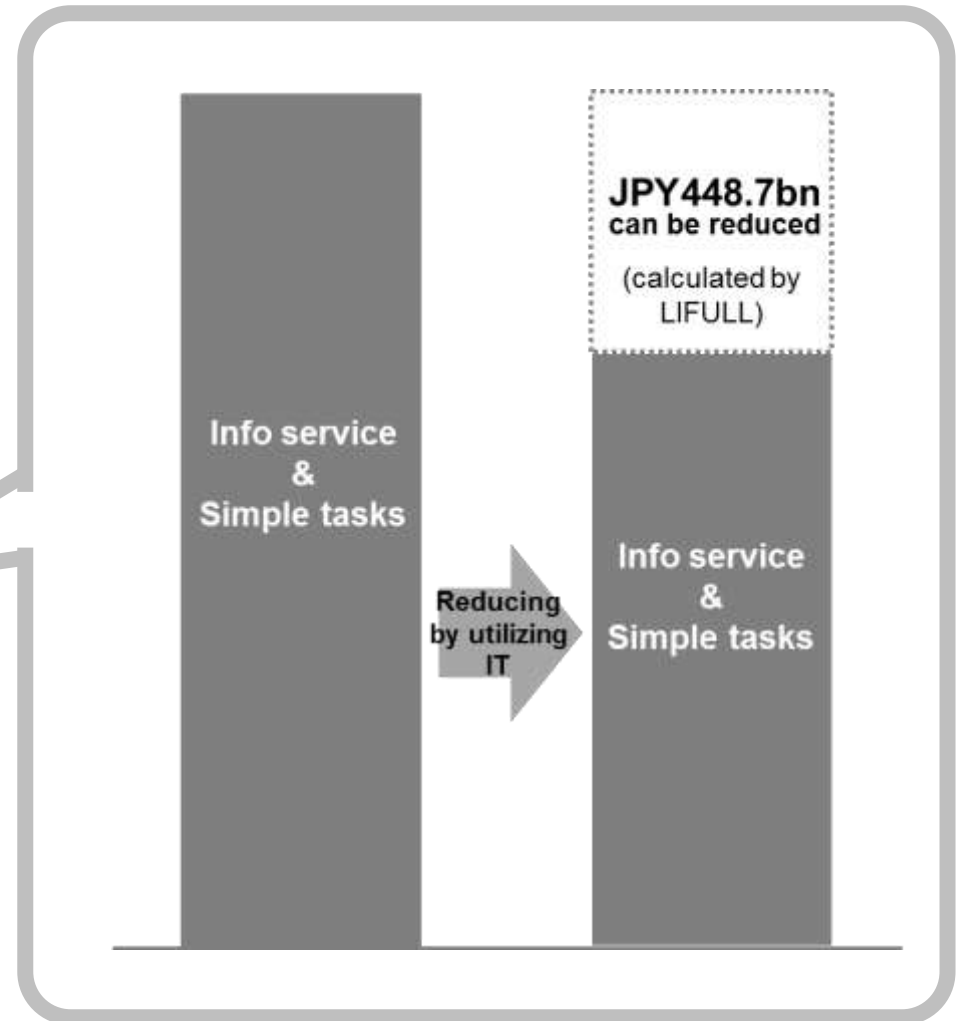 Info service
&
Simple tasks
Reducing
by utilizing
IT
JPY448.7bn
can be reduced
(calculated by
LIFULL)
Info service
&
Simple tasks